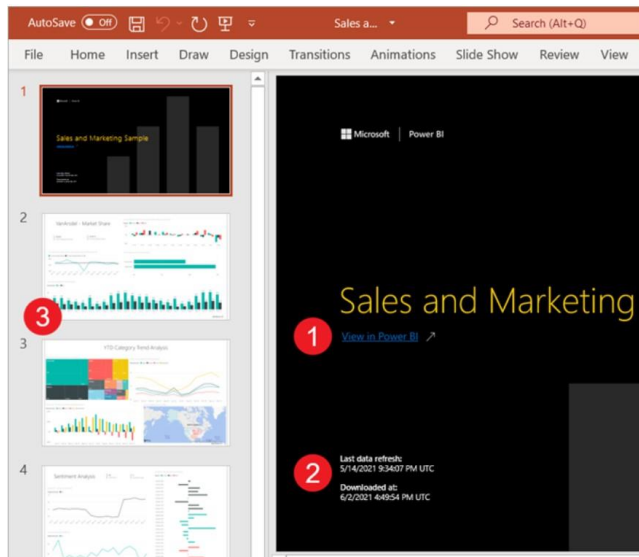 AutoSave Off Sales a... Search (Alt+Q)
File Home Insert Draw Design Transitions Animations Slide Show Review View
1
Sales and Marketing Sample
2
VanArsdel - Market Share
3
3
YTD Category Trend Analysis
4
Sentiment Analysis
Microsoft Power BI
Sales and Marketing
1
View in Power BI
2
Last data refresh:
5/14/2021 9:34:07 PM UTC
Downloaded at:
6/2/2021 4:49:54 PM UTC